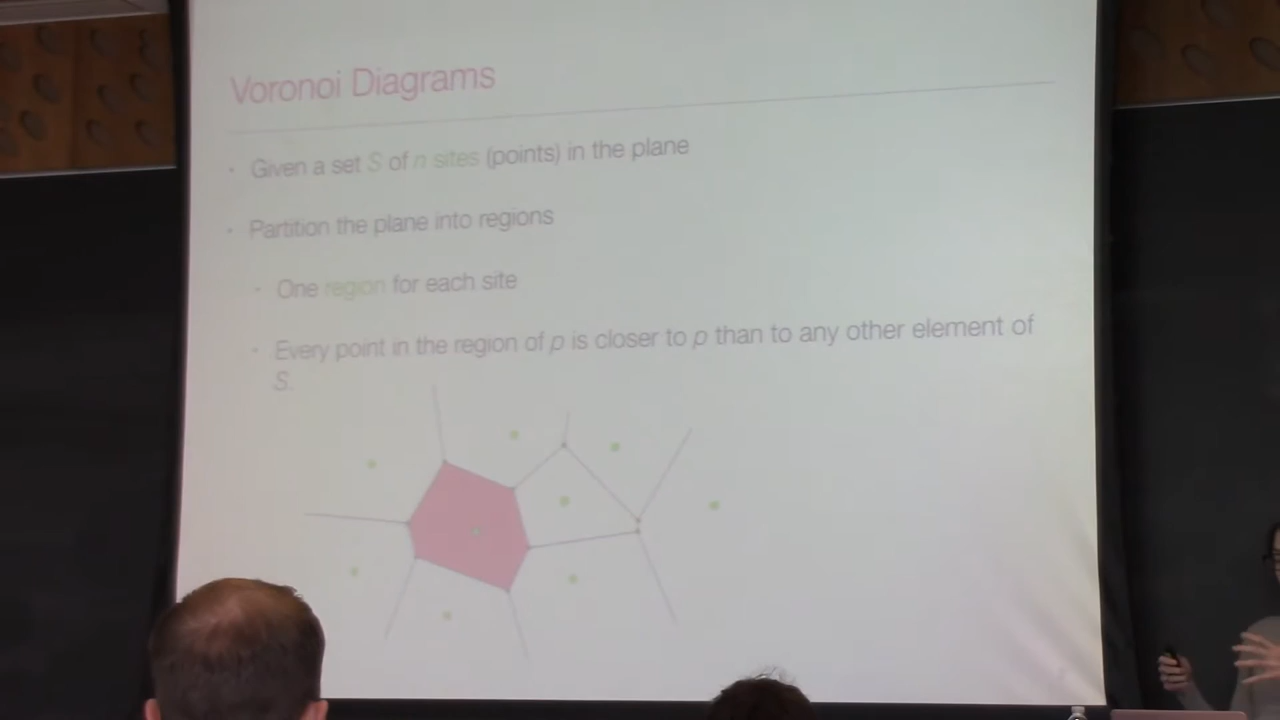 Voronoi Diagrams
· Given a set S of n sites (points) in the plane
· Partition the plane into regions
· One region for each site
· Every point in the region of p is closer to p than to any other element of
S.